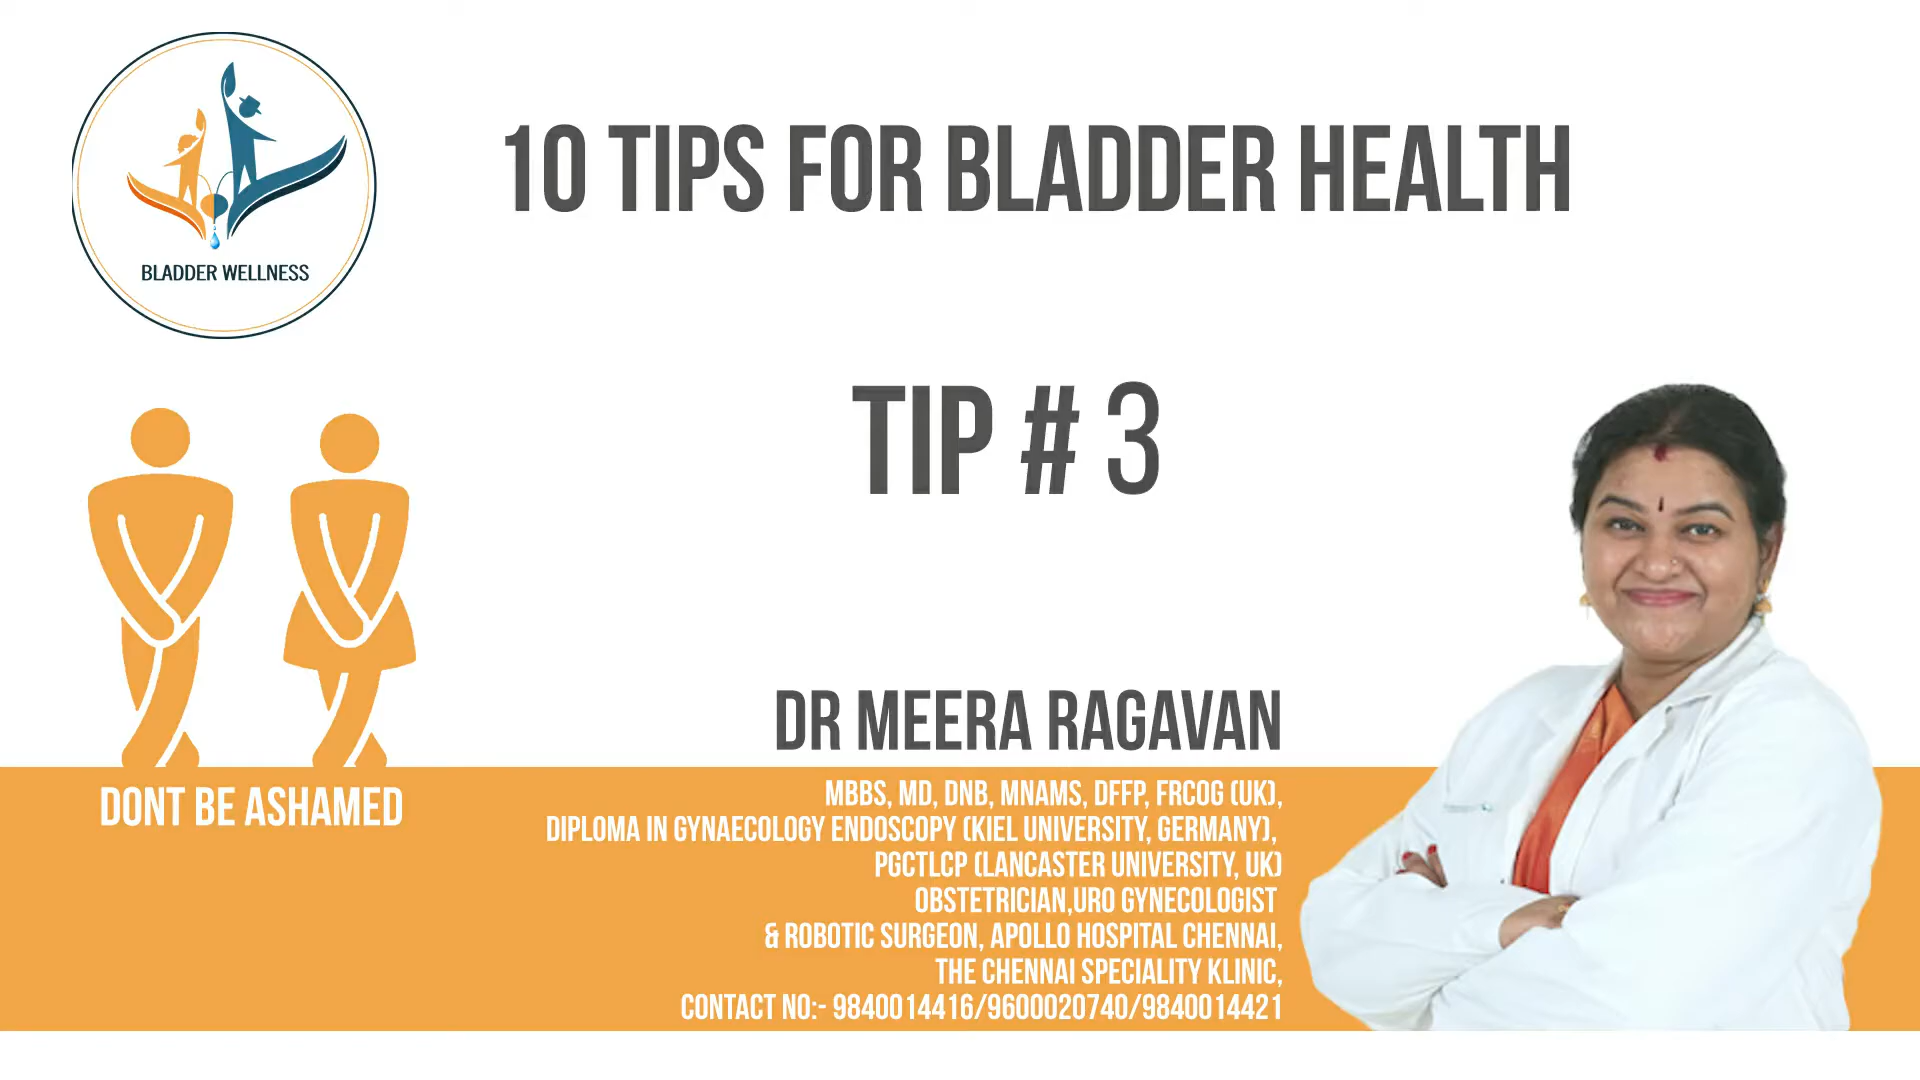 BLADDER WELLNESS
10 TIPS FOR BLADDER HEALTH
TIP # 3
DONT BE ASHAMED
DR MEERA RAGAVAN
MBBS, MD, DNB, MNAMS, DFFP, FRCOG (UK),
DIPLOMA IN GYNAECOLOGY ENDOSCOPY (KIEL UNIVERSITY, GERMANY),
PGCTLCP (LANCASTER UNIVERSITY, UK)
OBSTETRICIAN,URO GYNECOLOGIST
& ROBOTIC SURGEON, APOLLO HOSPITAL CHENNAI,
THE CHENNAI SPECIALITY KLINIC,
CONTACT NO:- 9840014416/9600020740/9840014421